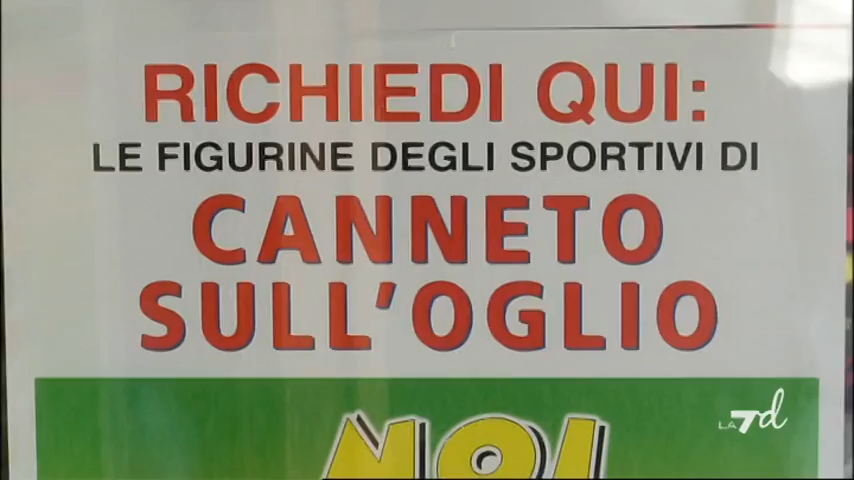 RICHIEDI QUI:
LE FIGURINE DEGLI SPORTIVI DI
CANNETO
SULL'OGLIO
NOI
LA7d